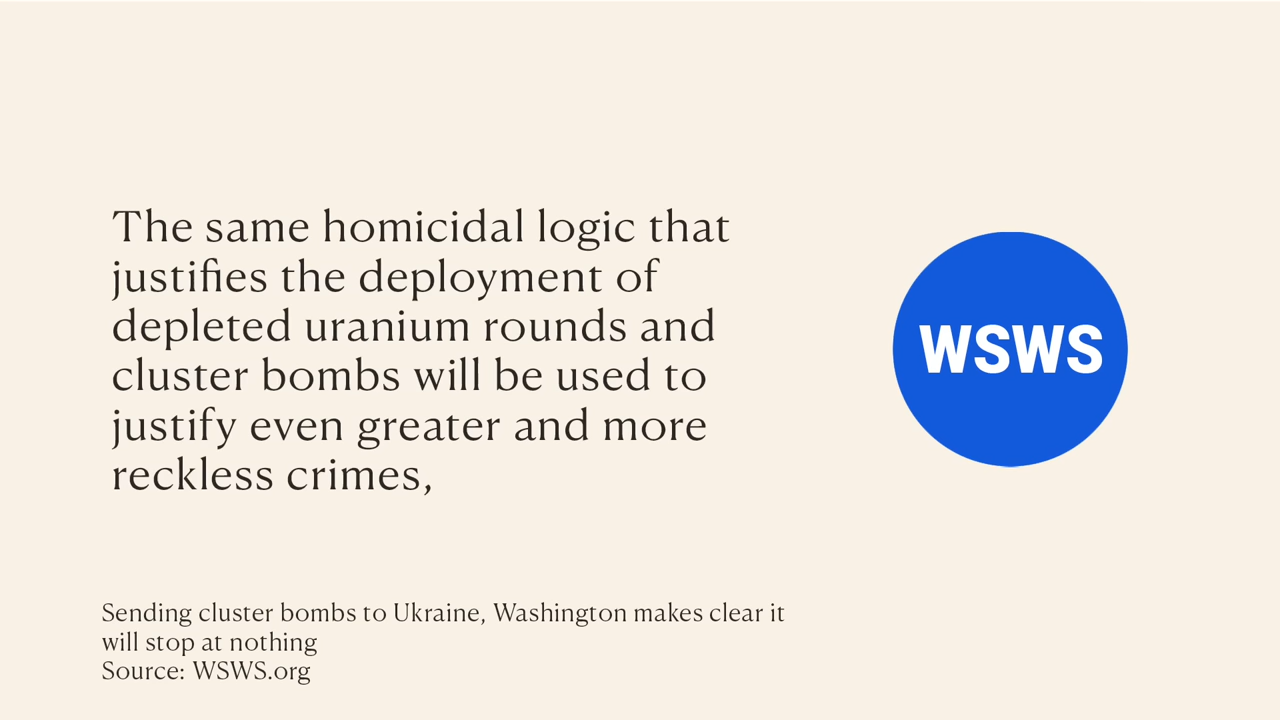 The same homicidal logic that
justifies the deployment of
depleted uranium rounds and
cluster bombs will be used to
justify even greater and more
reckless crimes,
WSWS
Sending cluster bombs to Ukraine, Washington makes clear it
will stop at nothing
Source: WSWS.org